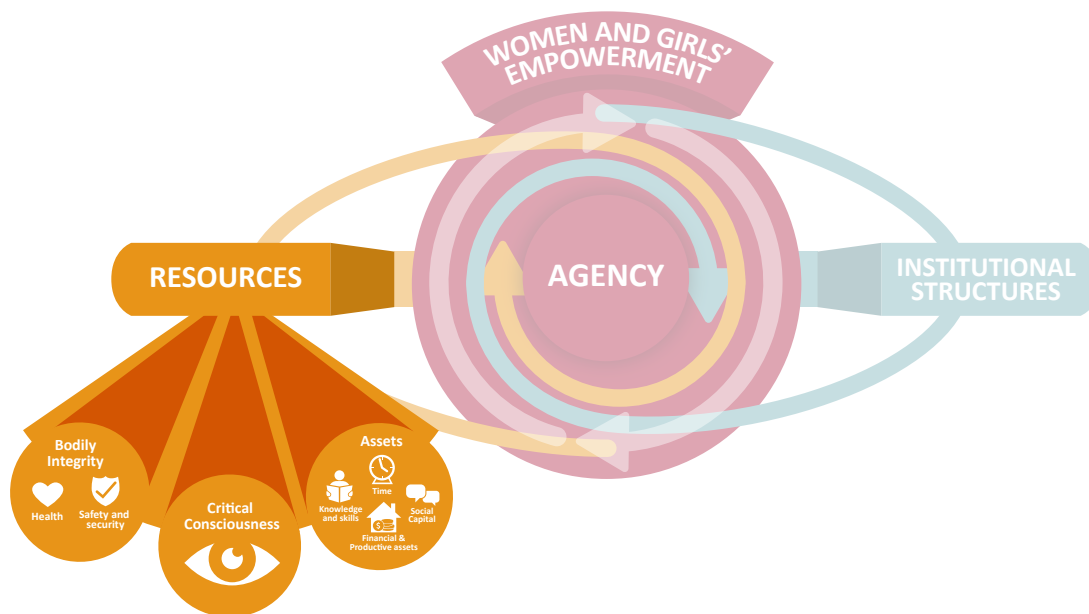 WOMEN AND GIRLS'
EMPOWERMENT
RESOURCES
AGENCY
INSTITUTIONAL
STRUCTURES
Bodily
Integrity
Health
Safety and
security
Critical
Consciousness
Assets
Time
Knowledge
and skills
Social
Capital
Financial &
Productive assets